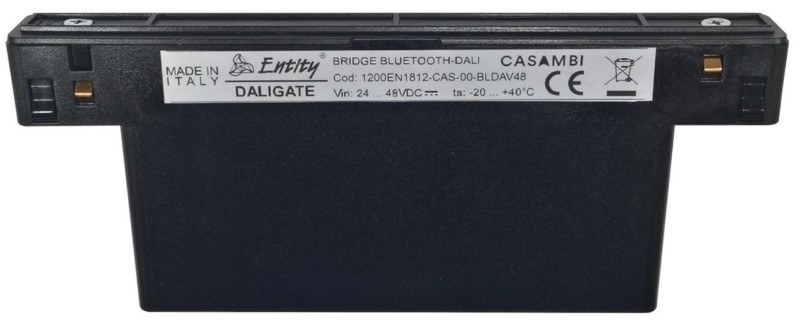 MADE IN
ITALY
Entity®
DALIGATE
BRIDGE BLUETOOTH-DALI
Cod: 1200EN1812-CAS-00-BLDAV48
Vin: 24 ... 48VDC ⎓ ta: -20 ... +40°C
CASAMBI
CE